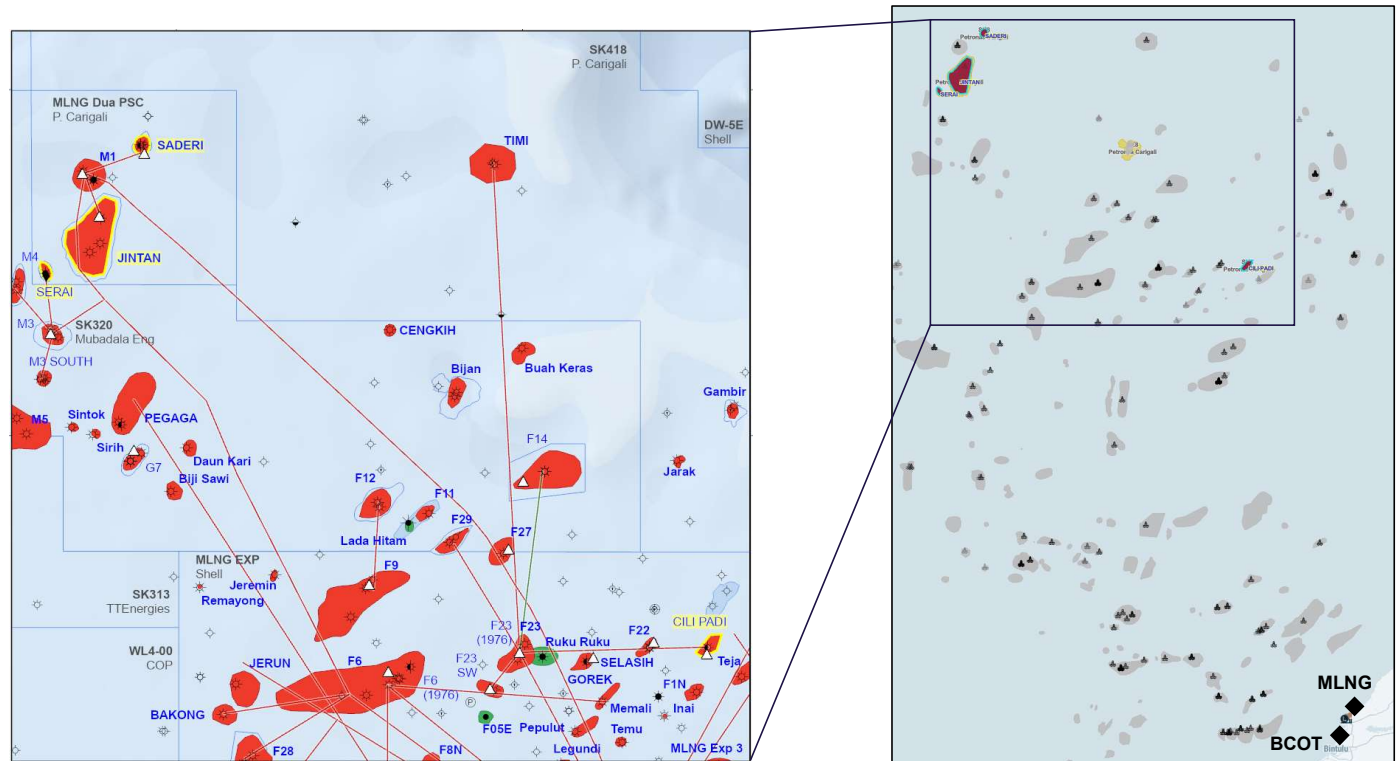 SK418
P. Carigali
MLNG Dua PSC
P. Carigali
DW-5E
Shell
SADERI
M1
TIMI
JINTAN
M4
SERAI
M3
SK320
Mubadala Eng
CENGKIH
M3 SOUTH
Buah Keras
Bijan
Gambir
PEGAGA
Sintok
M5
Sirih
G7
Daun Kari
Biji Sawi
F14
Jarak
F12
F11
F29
F27
Lada Hitam
MLNG EXP
Shell
F9
Jeremin
Remayong
SK313
TTEnergies
F23
(1976)
F23
Ruku Ruku
F22
CILI PADI
WL4-00
COP
JERUN
F6
F23
SW
SELASIH
GOREK
Teja
F6
(1976)
F1N
Inai
Memali
BAKONG
P
P
F05E
Pepulut
Temu
Legundi
F28
F8N
MLNG Exp 3
SADERI
JINTAN
SERAI
Petronas Carigali
CILI PADI
MLNG
BCOT
Bintulu